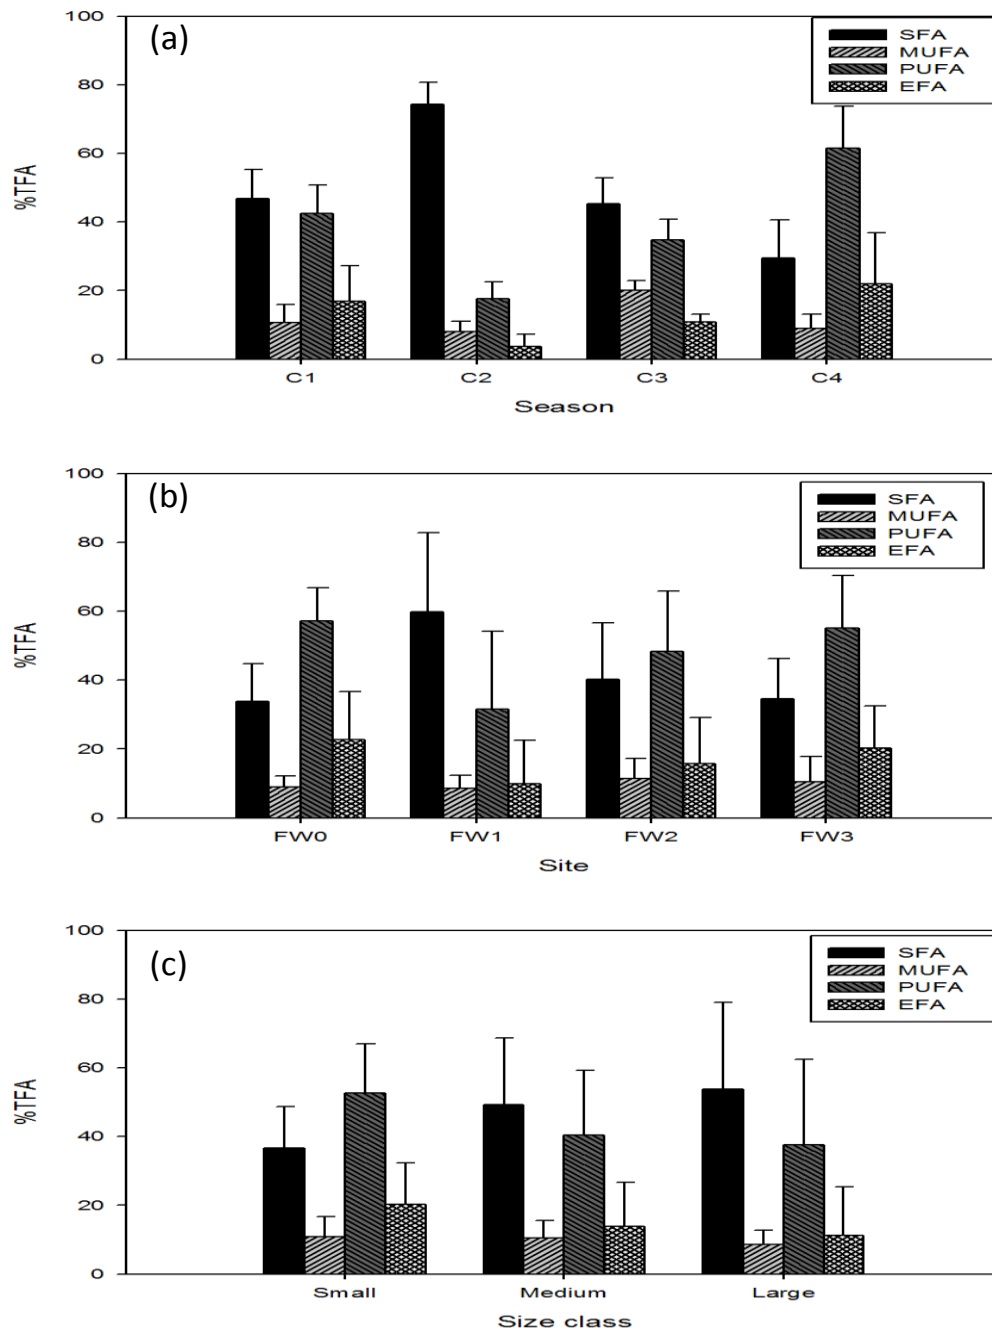 (a)
SFA
MUFA
PUFA
EFA
100
80
60
40
20
0
%TFA
C1 C2 C3 C4
Season
(b)
SFA
MUFA
PUFA
EFA
100
80
60
40
20
0
%TFA
FW0 FW1 FW2 FW3
Site
(c)
SFA
MUFA
PUFA
EFA
100
80
60
40
20
0
%TFA
Small Medium Large
Size class